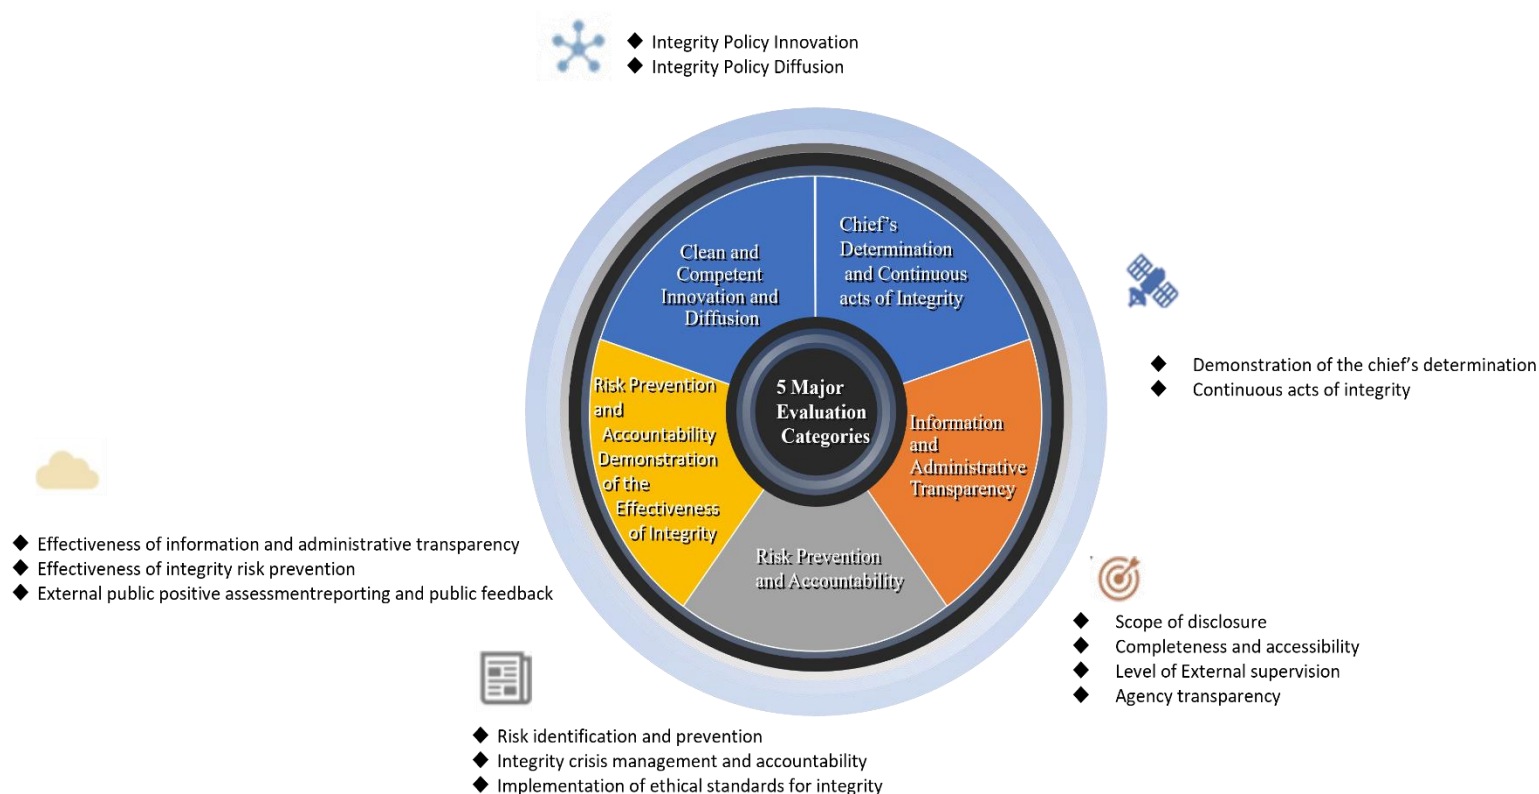 ◆ Integrity Policy Innovation
◆ Integrity Policy Diffusion
Clean and
Competent
Innovation and
Diffusion
Chief's
Determination
and Continuous
acts of Integrity
◆ Demonstration of the chief's determination
◆ Continuous acts of integrity
5 Major
Evaluation
Categories
Risk Prevention
and
Accountability
Demonstration
of the
Effectiveness
of Integrity
Information
and
Administrative
Transparency
Risk Prevention
and Accountability
◆ Effectiveness of information and administrative transparency
◆ Effectiveness of integrity risk prevention
◆ External public positive assessmentreporting and public feedback
◆ Scope of disclosure
◆ Completeness and accessibility
◆ Level of External supervision
◆ Agency transparency
◆ Risk identification and prevention
◆ Integrity crisis management and accountability
◆ Implementation of ethical standards for integrity